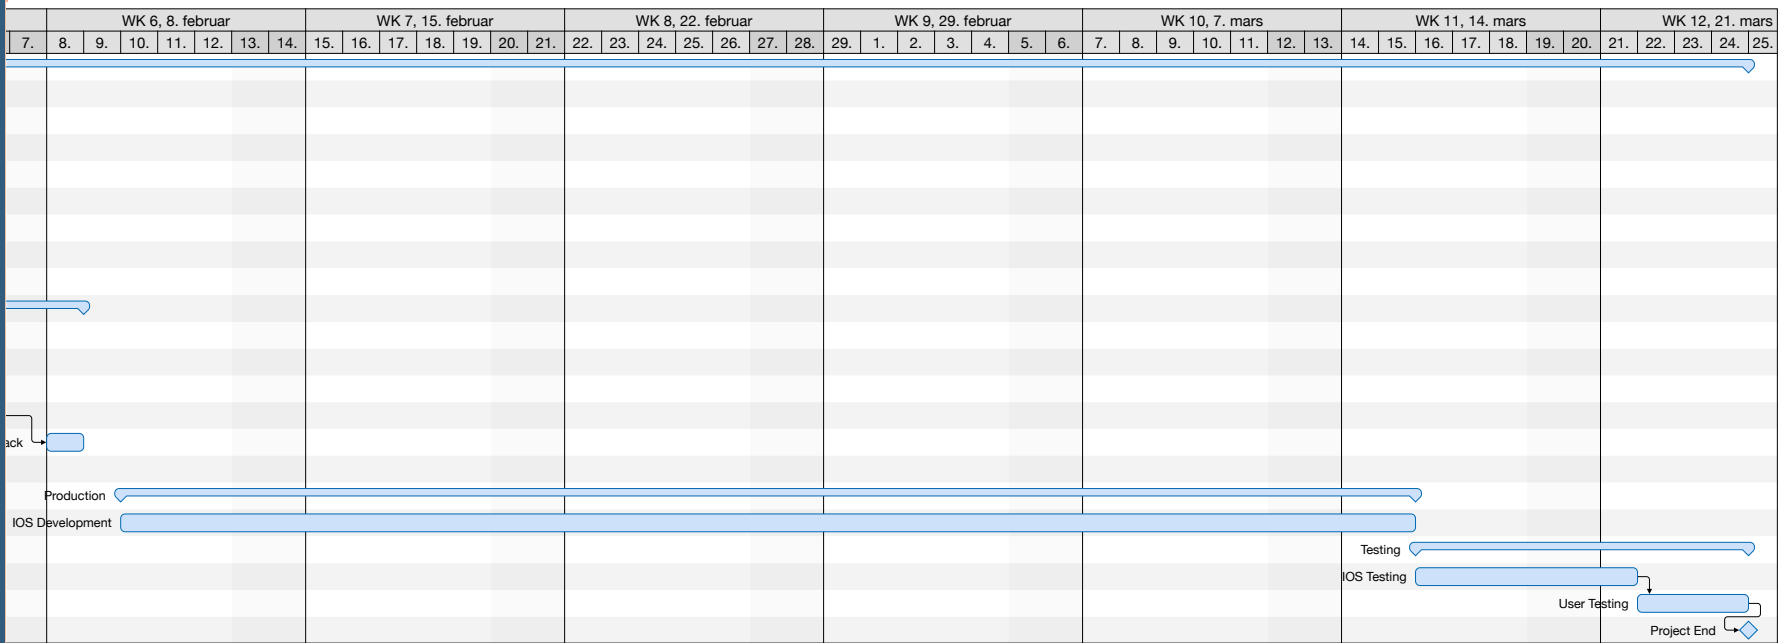 WK 6, 8. februar WK 7, 15. februar WK 8, 22. februar WK 9, 29. februar WK 10, 7. mars WK 11, 14. mars WK 12, 21. mars
7. 8. 9. 10. 11. 12. 13. 14. 15. 16. 17. 18. 19. 20. 21. 22. 23. 24. 25. 26. 27. 28. 29. 1. 2. 3. 4. 5. 6. 7. 8. 9. 10. 11. 12. 13. 14. 15. 16. 17. 18. 19. 20. 21. 22. 23. 24. 25.
ack
Production
IOS Development
Testing
IOS Testing
User Testing
Project End